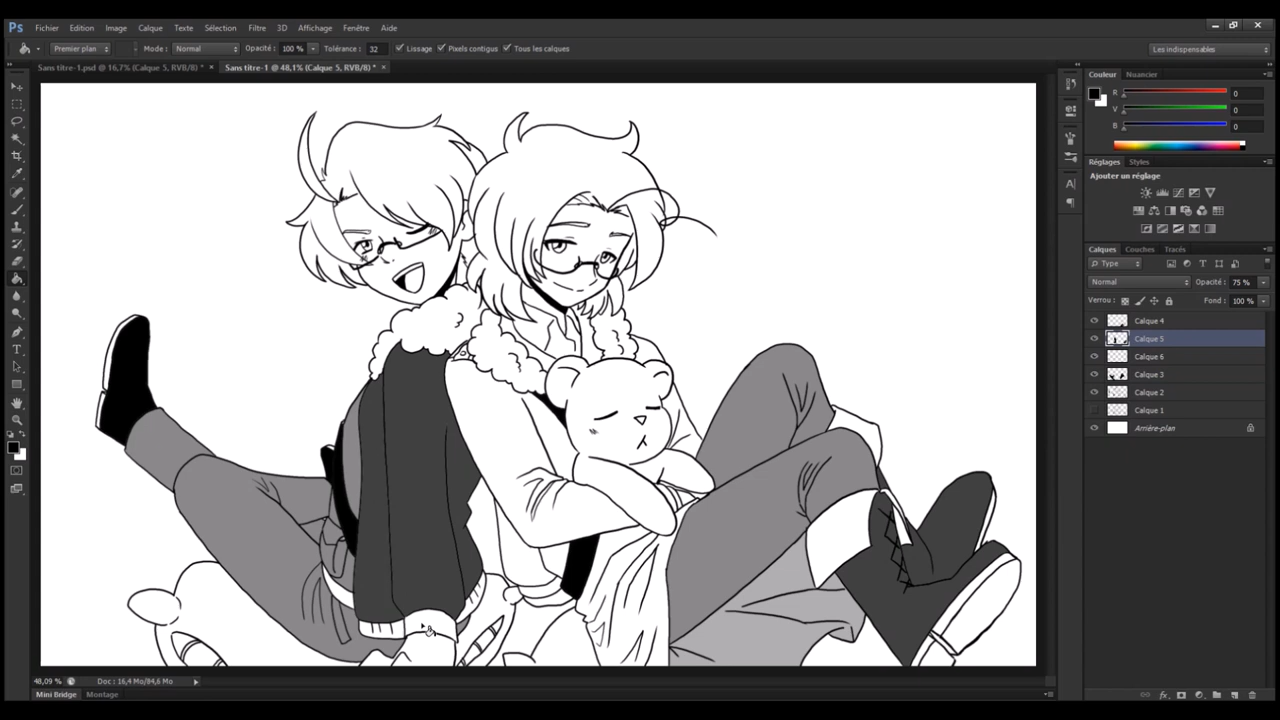 Ps Fichier Edition Image Calque Texte Sélection Filtre 3D Affichage Fenêtre Aide
Premier plan Mode : Normal Opacité : 100 % Tolérance : 32 Lissage Pixels contigus Tous les calques Les indispensables
Sans titre-1.psd @ 16,7% (Calque 5, RVB/8) * × Sans titre-1 @ 48,1% (Calque 5, RVB/8) * ×
Couleur Nuancier
R 0
V 0
B 0
Réglages Styles
Ajouter un réglage
Calques Couches Tracés
Type
Normal Opacité : 75 %
Verrou : Fond : 100 %
Calque 4
Calque 5
Calque 6
Calque 3
Calque 2
Calque 1
Arrière-plan
48,09 % Doc : 16,4 Mo/84,6 Mo
Mini Bridge Montage